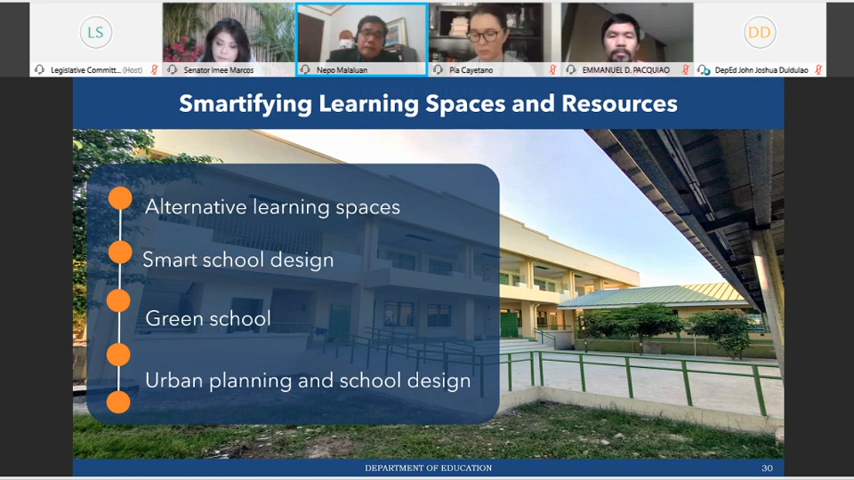 LS
DD
Legislative Committ... (Host)
Senator Imee Marcos
Nepo Malaluan
Pia Cayetano
EMMANUEL D. PACQUIAO
DepEd John Joshua Duldulao
Smartifying Learning Spaces and Resources
Alternative learning spaces
Smart school design
Green school
Urban planning and school design
DEPARTMENT OF EDUCATION
30